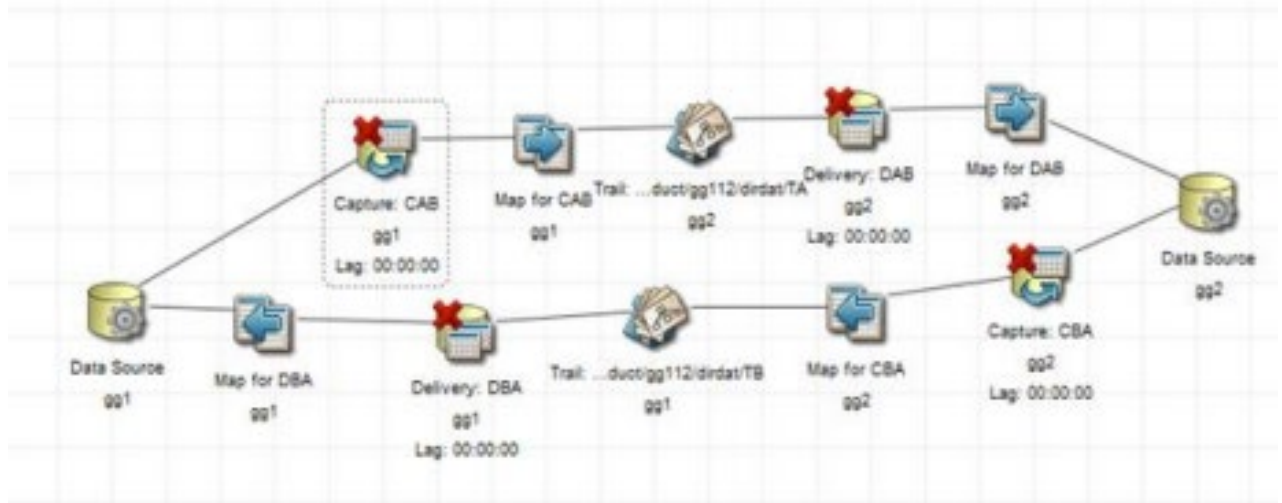 Capture: CAB
gg1
Lag: 00:00:00
Map for CAB
gg1
Trail: ...duct/gg112/dirdat/TA
gg2
Delivery: DAB
gg2
Lag: 00:00:00
Map for DAB
gg2
Data Source
gg2
Data Source
gg1
Map for DBA
gg1
Delivery: DBA
gg1
Lag: 00:00:00
Trail: ...duct/gg112/dirdat/TB
gg1
Map for CBA
gg2
Capture: CBA
gg2
Lag: 00:00:00